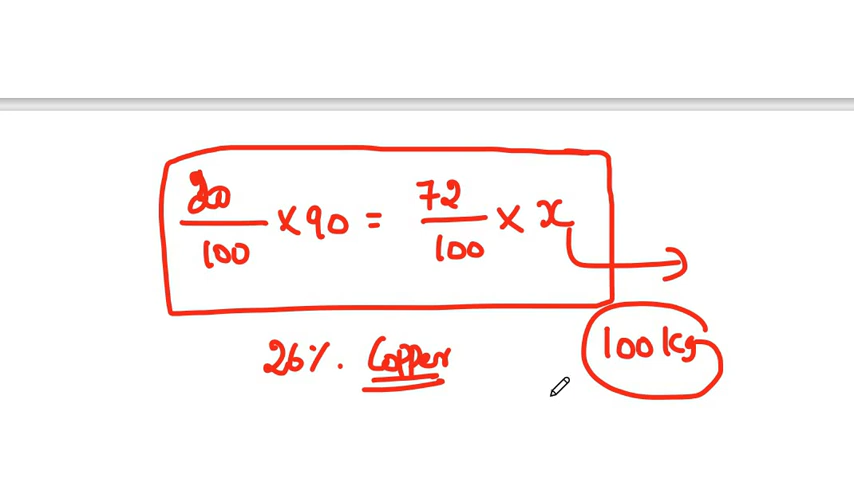 80/100 × 90 = 72/100 × x
100 kg
26%. Copper